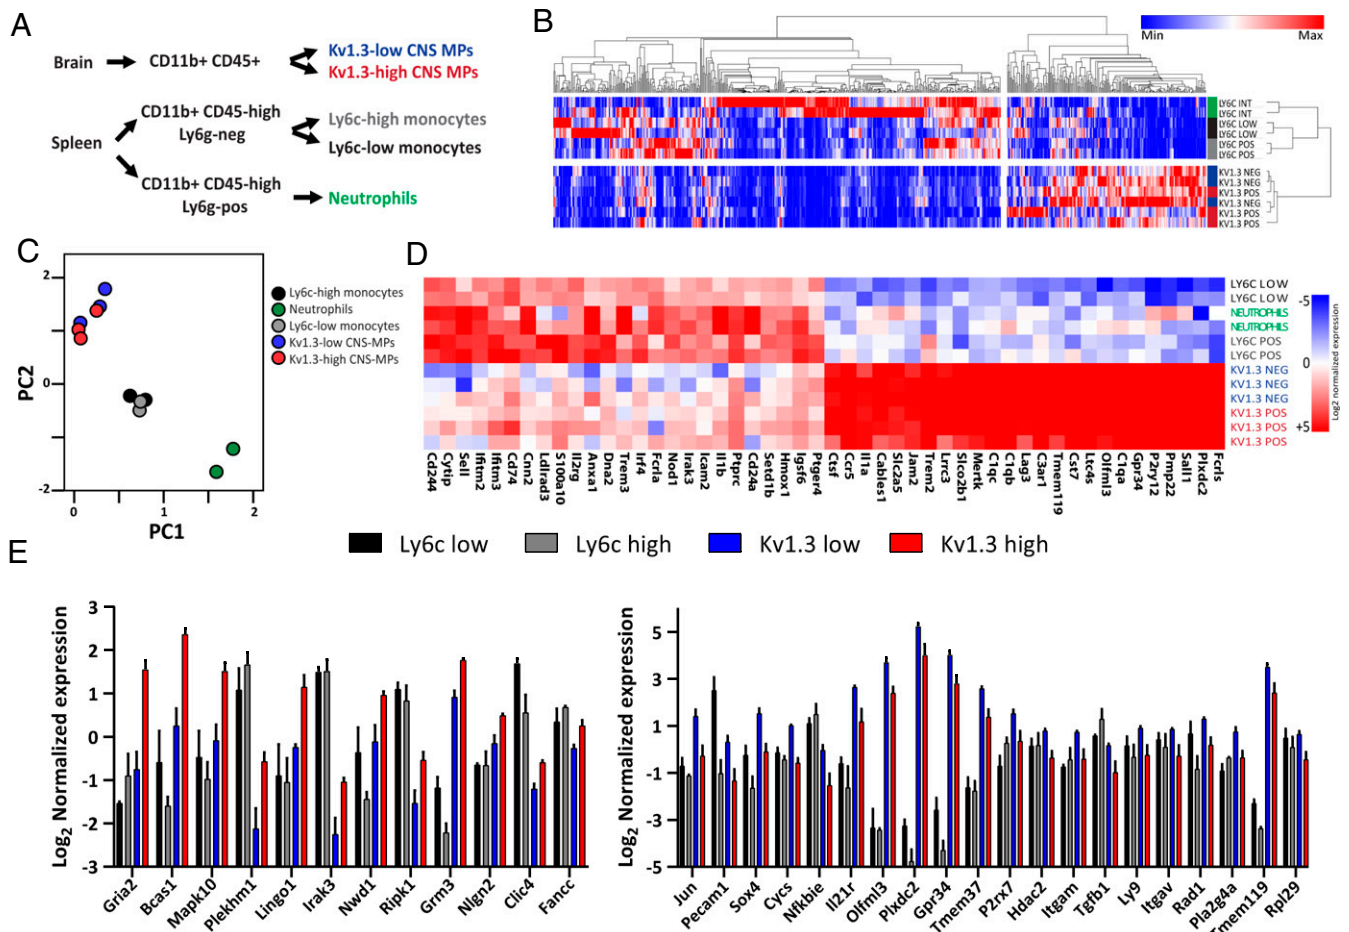 A
Brain
CD11b+ CD45+
Kv1.3-low CNS MPs
Kv1.3-high CNS MPs
Spleen
CD11b+ CD45-high
Ly6g-neg
Ly6c-high monocytes
Ly6c-low monocytes
CD11b+ CD45-high
Ly6g-pos
Neutrophils
B
Min
Max
LY6C INT
LY6C INT
LY6C LOW
LY6C LOW
LY6C POS
LY6C POS
KV1.3 NEG
KV1.3 NEG
KV1.3 POS
KV1.3 NEG
KV1.3 POS
KV1.3 POS
C
PC2
2
0
-2
0
1
2
PC1
Ly6c-high monocytes
Neutrophils
Ly6c-low monocytes
Kv1.3-low CNS-MPs
Kv1.3-high CNS-MPs
D
LY6C LOW
LY6C LOW
NEUTROPHILS
NEUTROPHILS
LY6C POS
LY6C POS
KV1.3 NEG
KV1.3 NEG
KV1.3 NEG
KV1.3 POS
KV1.3 POS
KV1.3 POS
-5
0
+5
Log2 normalized expression
Cd244
Cytip
Sell
Ifitm2
Ifitm3
Cd74
Cnn2
Ldlrad3
S100a10
Il2rg
Anxa1
Dna2
Trem3
Irf4
Fcrla
Nod1
Irak3
Icam2
Il1b
Ptprc
Cd24a
Setd1b
Hmox1
Igsf6
Ptger4
Ctsf
Ccr5
Il1a
Cables1
Slc2a5
Jam2
Trem2
Lrrc3
Slco2b1
Mertk
C1qc
C1qb
Lag3
C3ar1
Tmem119
Cst7
Ltc4s
Olfml3
C1qa
Gpr34
P2ry12
Pmp22
Sall1
Plxdc2
Fcrls
Ly6c low
Ly6c high
Kv1.3 low
Kv1.3 high
E
Log2 Normalized expression
3
2
1
0
-1
-2
-3
Gria2
Bcas1
Mapk10
Plekhm1
Lingo1
Irak3
Nwd1
Ripk1
Grm3
Nlgn2
Clic4
Fancc
Log2 Normalized expression
5
3
1
-1
-3
-5
Jun
Pecam1
Sox4
Cycs
Nfkbie
Il21r
Olfml3
Plxdc2
Gpr34
Tmem37
P2rx7
Hdac2
Itgam
Tgfb1
Ly9
Itgav
Rad1
Pla2g4a
Tmem119
Rpl29